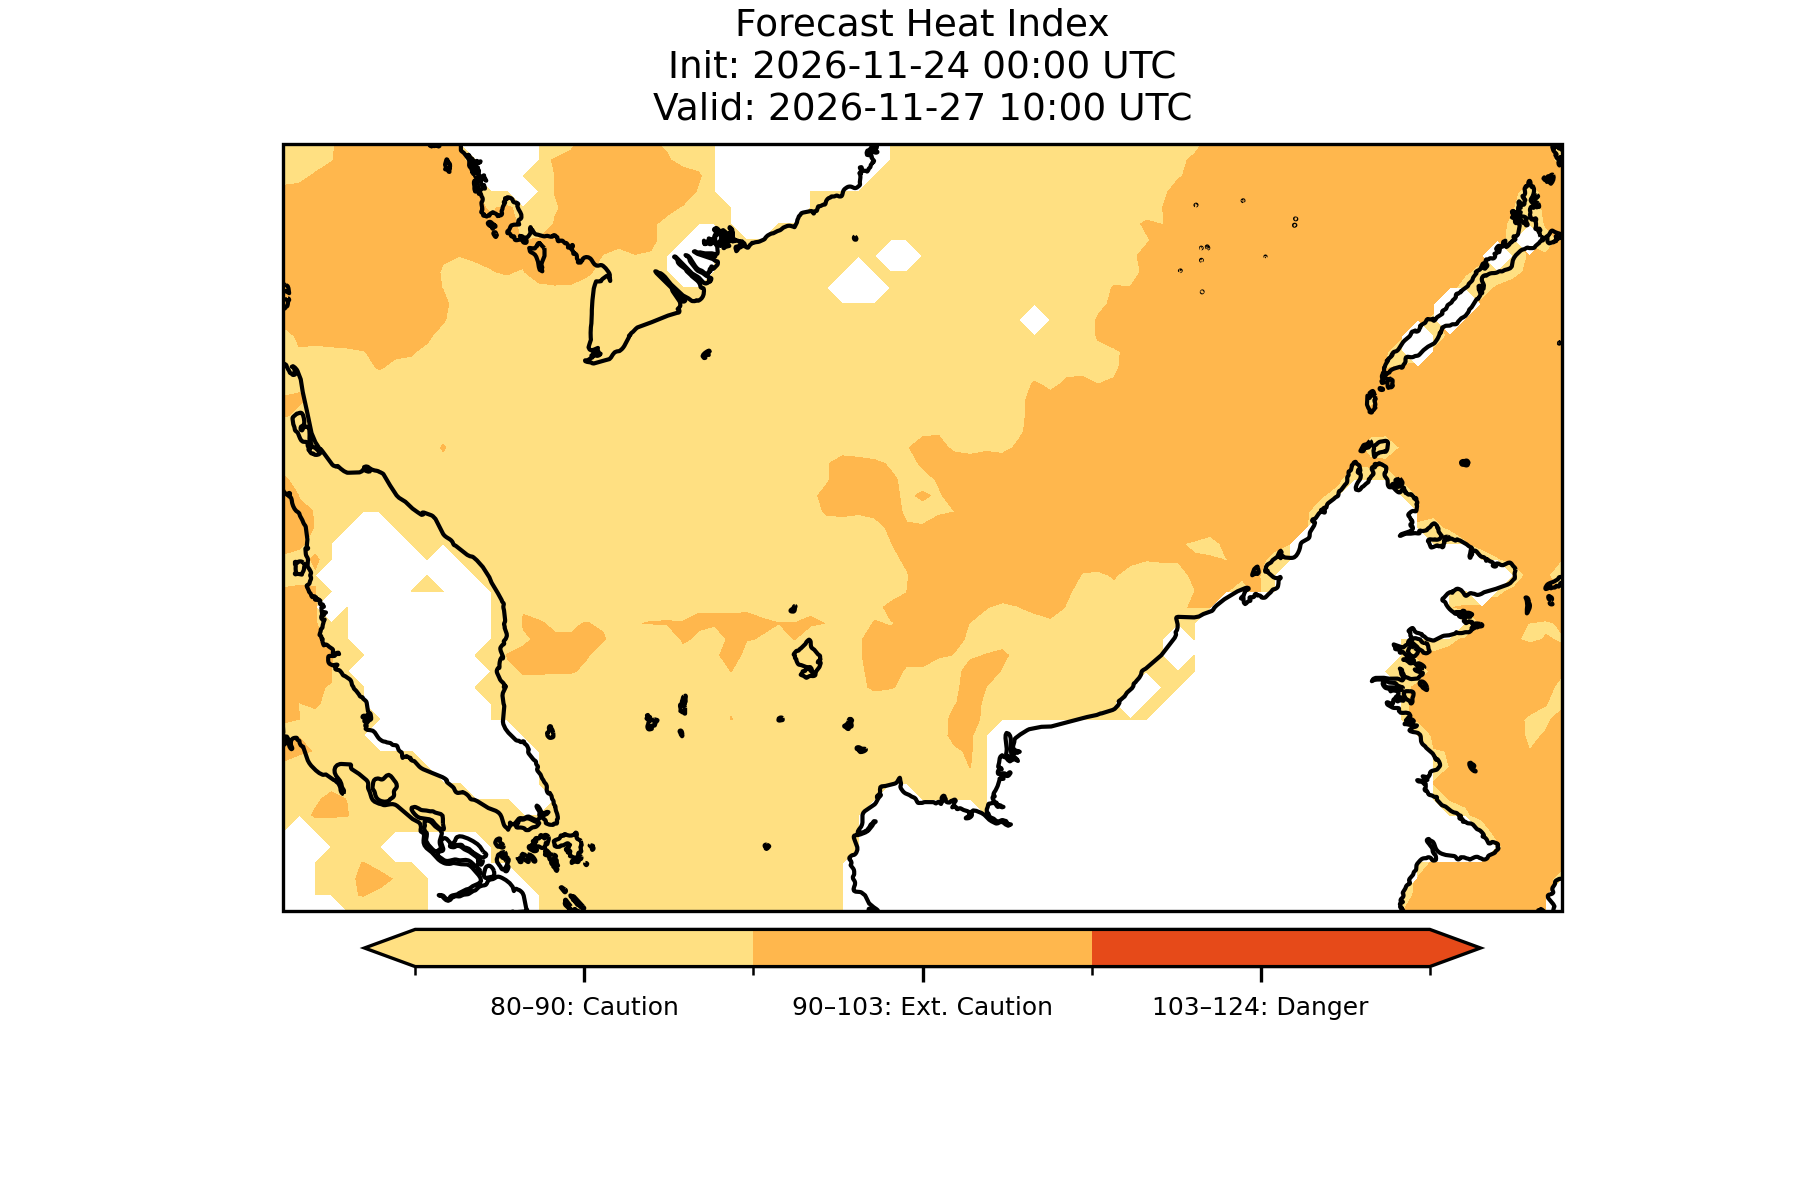 Forecast Heat Index
Init: 2026-11-24 00:00 UTC
Valid: 2026-11-27 10:00 UTC
80–90: Caution
90–103: Ext. Caution
103–124: Danger